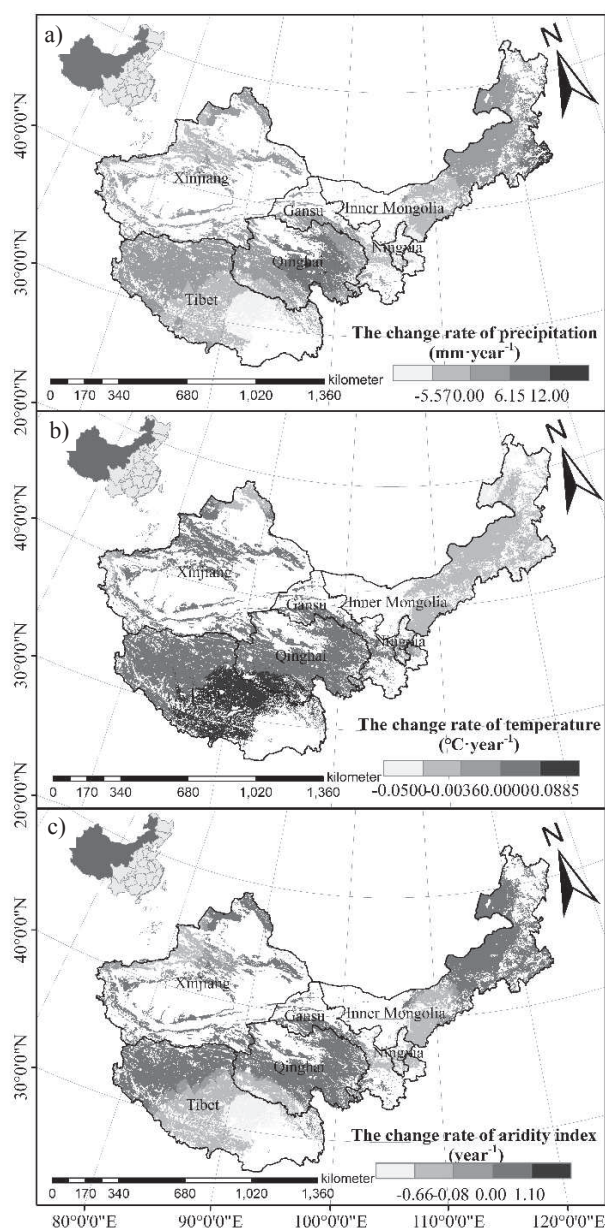 a)
N
40°0'0"N
Xinjiang
Gansu
Inner Mongolia
Ningxia
30°0'0"N
Qinghai
Tibet
The change rate of precipitation
(mm·year-1)
kilometer
0 170 340 680 1,020 1,360
-5.570.00 6.15 12.00
20°0'0"N
b)
N
40°0'0"N
Xinjiang
Gansu
Inner Mongolia
Ningxia
30°0'0"N
Qinghai
The change rate of temperature
(°C·year-1)
kilometer
0 170 340 680 1,020 1,360
-0.0500-0.00360.00000.0885
20°0'0"N
c)
N
40°0'0"N
Xinjiang
Gansu
Inner Mongolia
Ningxia
30°0'0"N
Qinghai
Tibet
The change rate of aridity index
(year-1)
kilometer
0 170 340 680 1,020 1,360
-0.66-0.08 0.00 1.10
80°0'0"E 90°0'0"E 100°0'0"E 110°0'0"E 120°0'0"E